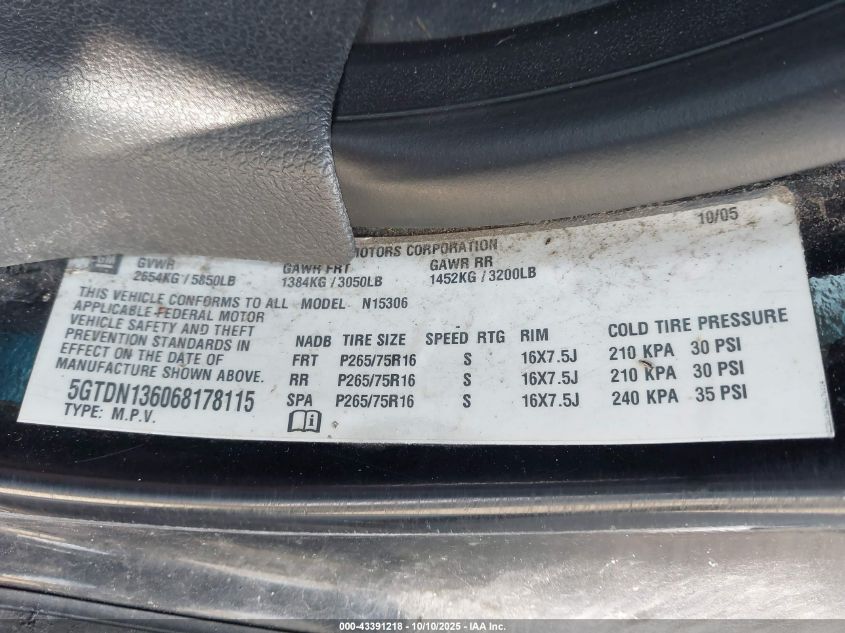 10/05
MOTORS CORPORATION
GM GVWR GAWR FRT GAWR RR
2654KG / 5850LB 1384KG / 3050LB 1452KG / 3200LB
THIS VEHICLE CONFORMS TO ALL MODEL N15306
APPLICABLE FEDERAL MOTOR
VEHICLE SAFETY AND THEFT
PREVENTION STANDARDS IN
EFFECT ON THE DATE OF
MANUFACTURE SHOWN ABOVE.
5GTDN136068178115
TYPE: M.P.V.
NADB TIRE SIZE SPEED RTG RIM COLD TIRE PRESSURE
FRT P265/75R16 S 16X7.5J 210 KPA 30 PSI
RR P265/75R16 S 16X7.5J 210 KPA 30 PSI
SPA P265/75R16 S 16X7.5J 240 KPA 35 PSI
000-43391218 - 10/10/2025 - IAA, Inc.